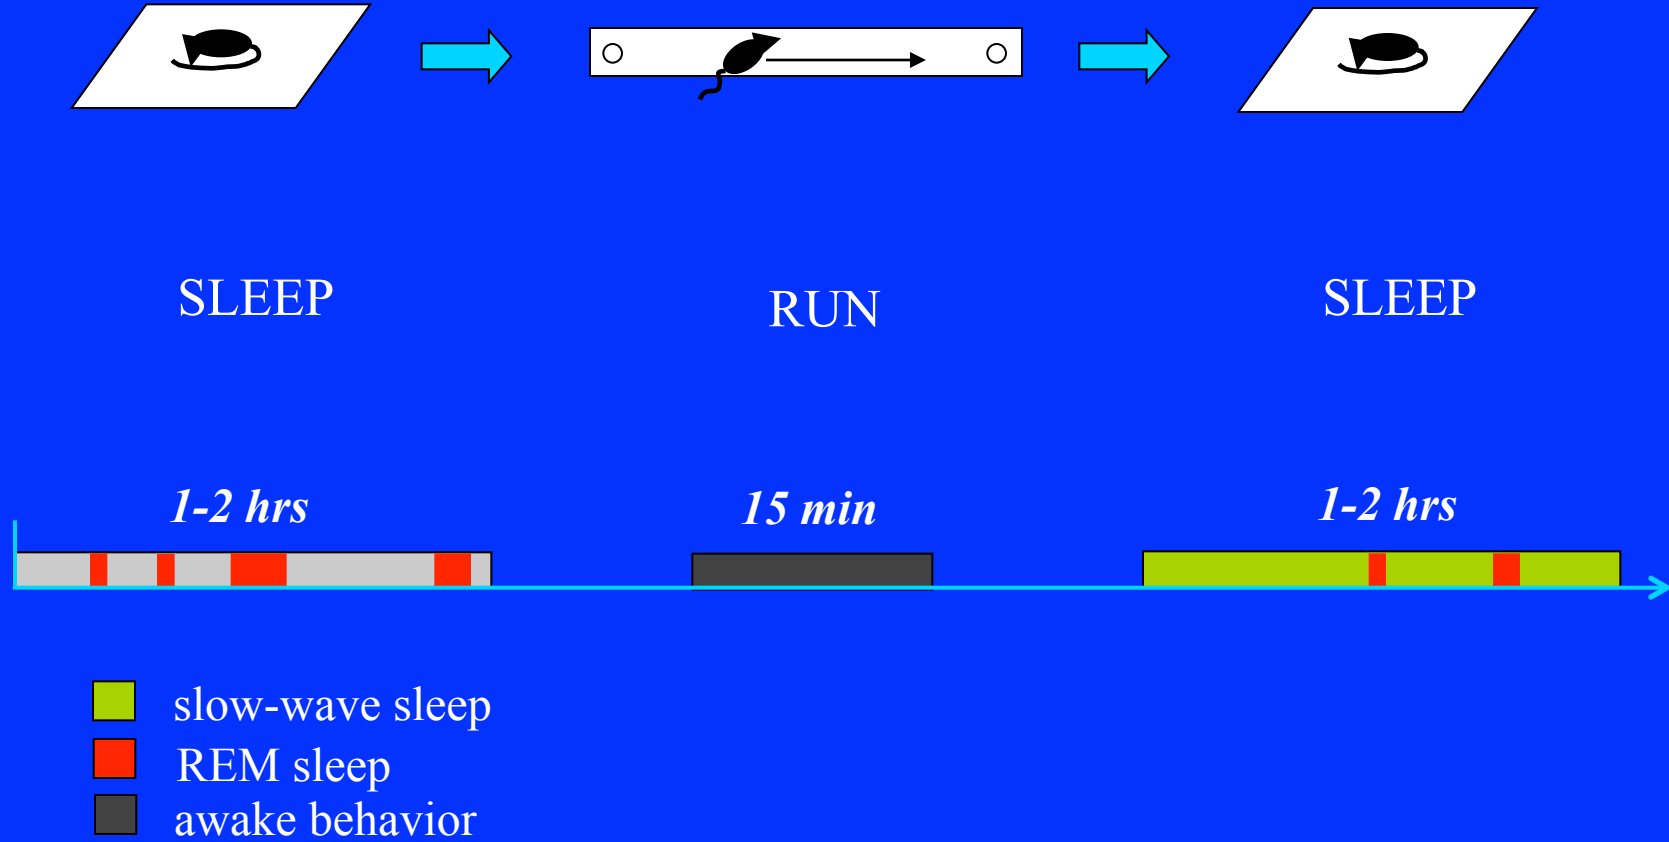 SLEEP
RUN
SLEEP
1-2 hrs
15 min
1-2 hrs
slow-wave sleep
REM sleep
awake behavior